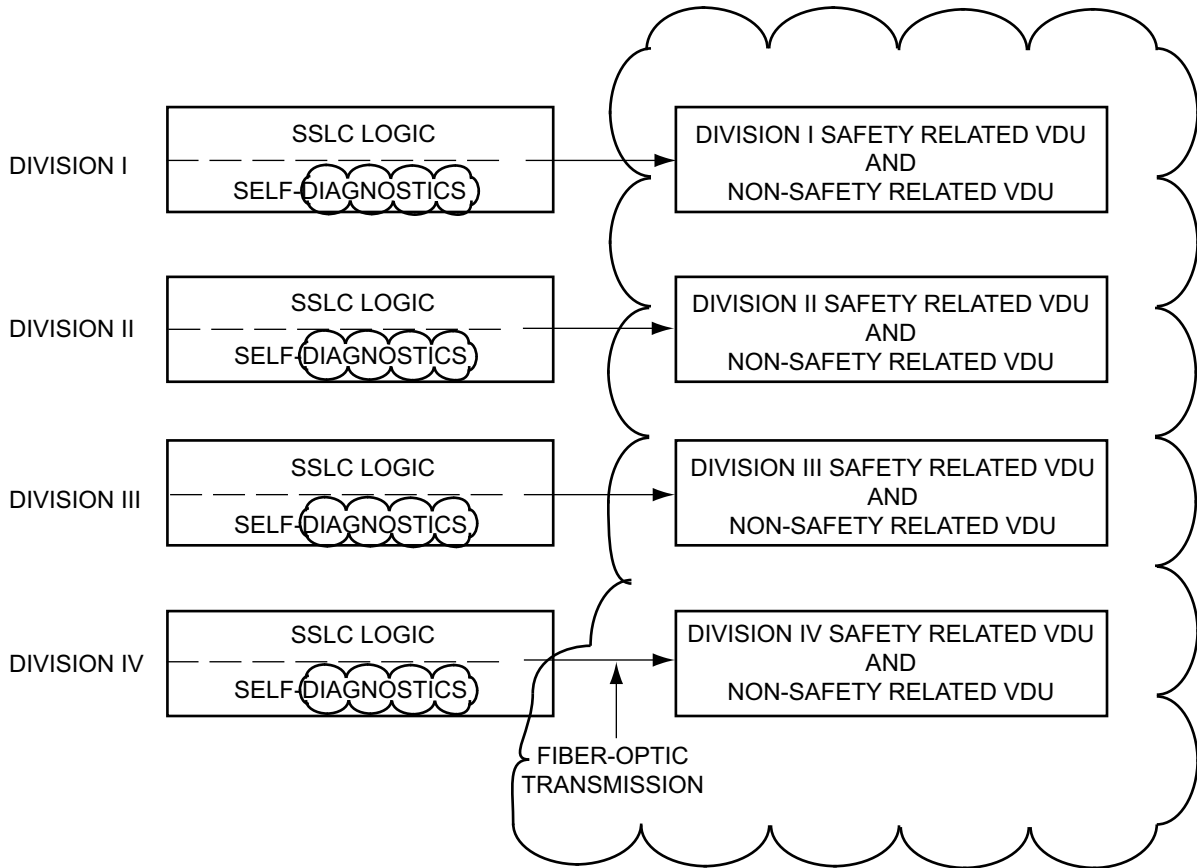 DIVISION I
SSLC LOGIC
SELF-DIAGNOSTICS
DIVISION I SAFETY RELATED VDU
AND
NON-SAFETY RELATED VDU
DIVISION II
SSLC LOGIC
SELF-DIAGNOSTICS
DIVISION II SAFETY RELATED VDU
AND
NON-SAFETY RELATED VDU
DIVISION III
SSLC LOGIC
SELF-DIAGNOSTICS
DIVISION III SAFETY RELATED VDU
AND
NON-SAFETY RELATED VDU
DIVISION IV
SSLC LOGIC
SELF-DIAGNOSTICS
DIVISION IV SAFETY RELATED VDU
AND
NON-SAFETY RELATED VDU
FIBER-OPTIC
TRANSMISSION